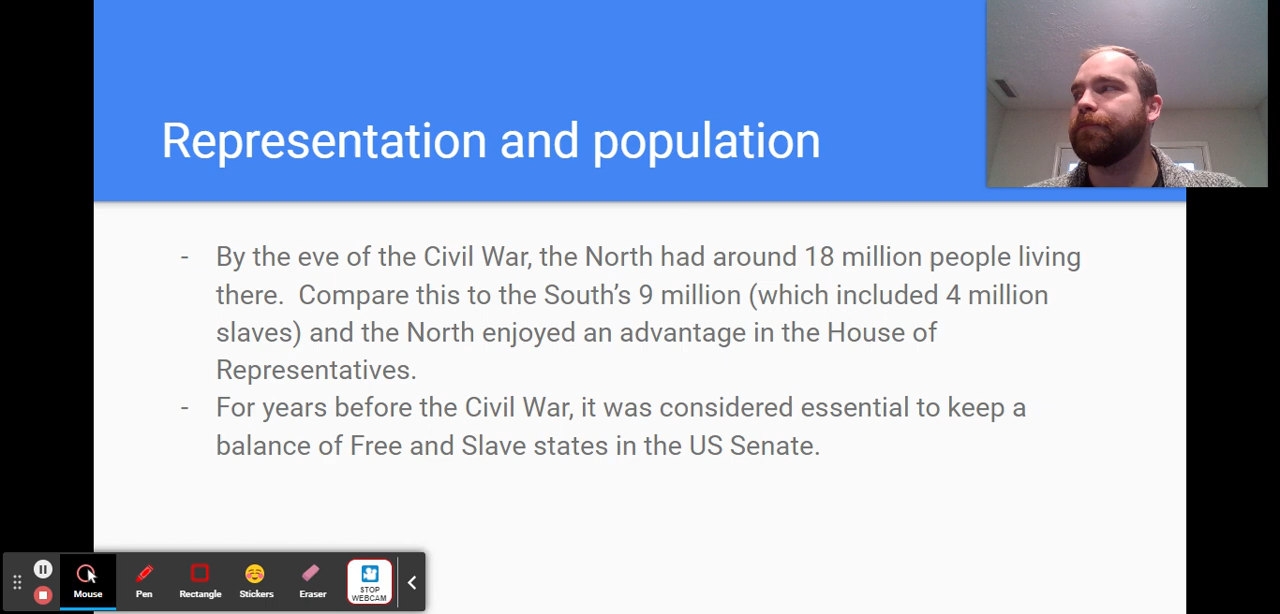 Representation and population
- By the eve of the Civil War, the North had around 18 million people living
there.  Compare this to the South’s 9 million (which included 4 million
slaves) and the North enjoyed an advantage in the House of
Representatives.
- For years before the Civil War, it was considered essential to keep a
balance of Free and Slave states in the US Senate.
Mouse Pen Rectangle Stickers Eraser STOP
WEBCAM